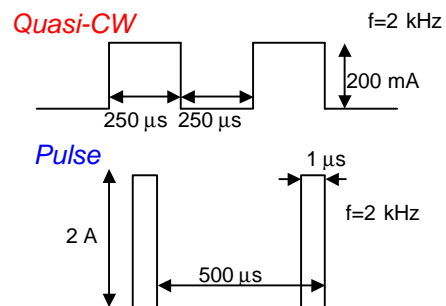 Quasi-CW
f=2 kHz
200 mA
250 μs 250 μs
Pulse
1 μs
2 A
f=2 kHz
500 μs